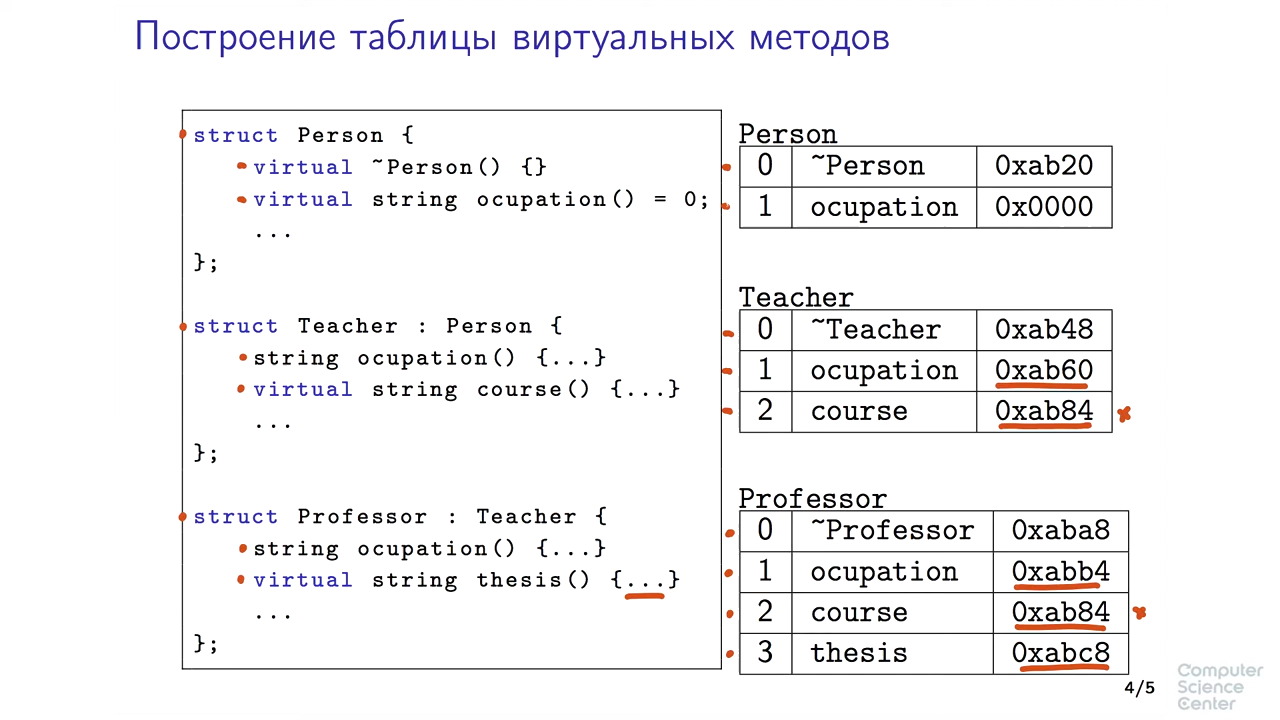 Построение таблицы виртуальных методов
struct Person {
virtual ~Person() {}
virtual string ocupation() = 0;
...
};
struct Teacher : Person {
string ocupation() {...}
virtual string course() {...}
...
};
struct Professor : Teacher {
string ocupation() {...}
virtual string thesis() {...}
...
};
Person
0 ~Person 0xab20
1 ocupation 0x0000
Teacher
0 ~Teacher 0xab48
1 ocupation 0xab60
2 course 0xab84
Professor
0 ~Professor 0xaba8
1 ocupation 0xabb4
2 course 0xab84
3 thesis 0xabc8
4/5
Computer
Science
Center